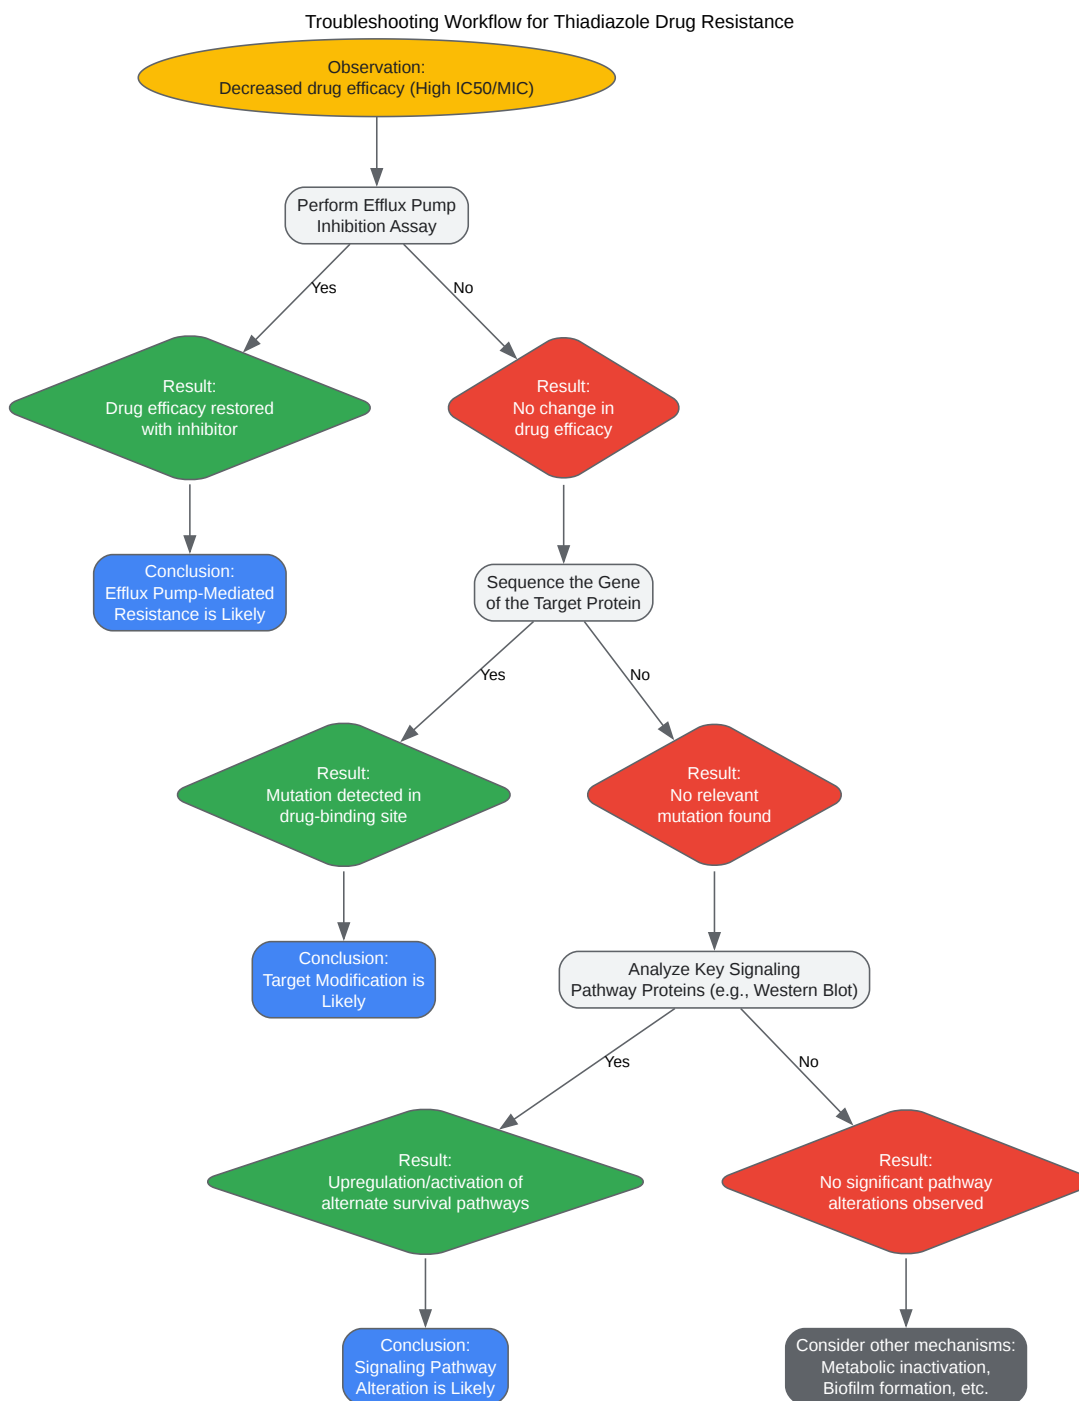 Troubleshooting Workflow for Thiadiazole Drug Resistance
Observation:
Decreased drug efficacy (High IC50/MIC)
Perform Efflux Pump
Inhibition Assay
Yes
No
Result:
Drug efficacy restored
with inhibitor
Result:
No change in
drug efficacy
Conclusion:
Efflux Pump-Mediated
Resistance is Likely
Sequence the Gene
of the Target Protein
Yes
No
Result:
Mutation detected in
drug-binding site
Result:
No relevant
mutation found
Conclusion:
Target Modification is
Likely
Analyze Key Signaling
Pathway Proteins (e.g., Western Blot)
Yes
No
Result:
Upregulation/activation of
alternate survival pathways
Result:
No significant pathway
alterations observed
Conclusion:
Signaling Pathway
Alteration is Likely
Consider other mechanisms:
Metabolic inactivation,
Biofilm formation, etc.